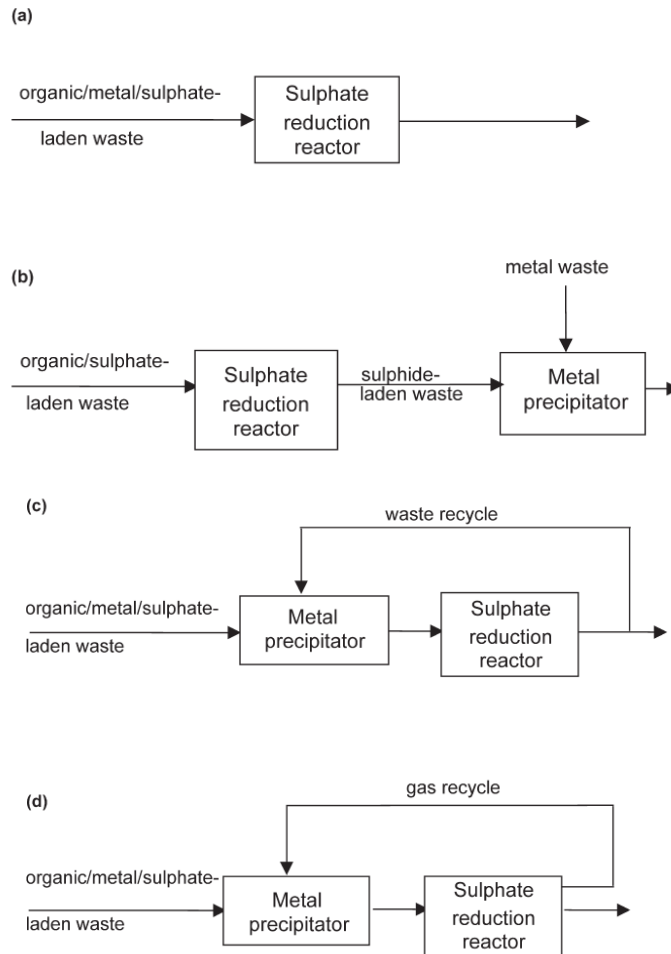 (a)
organic/metal/sulphate-
laden waste
Sulphate
reduction
reactor
(b)
metal waste
organic/sulphate-
laden waste
Sulphate
reduction
reactor
sulphide-
laden waste
Metal
precipitator
(c)
waste recycle
organic/metal/sulphate-
laden waste
Metal
precipitator
Sulphate
reduction
reactor
(d)
gas recycle
organic/metal/sulphate-
laden waste
Metal
precipitator
Sulphate
reduction
reactor